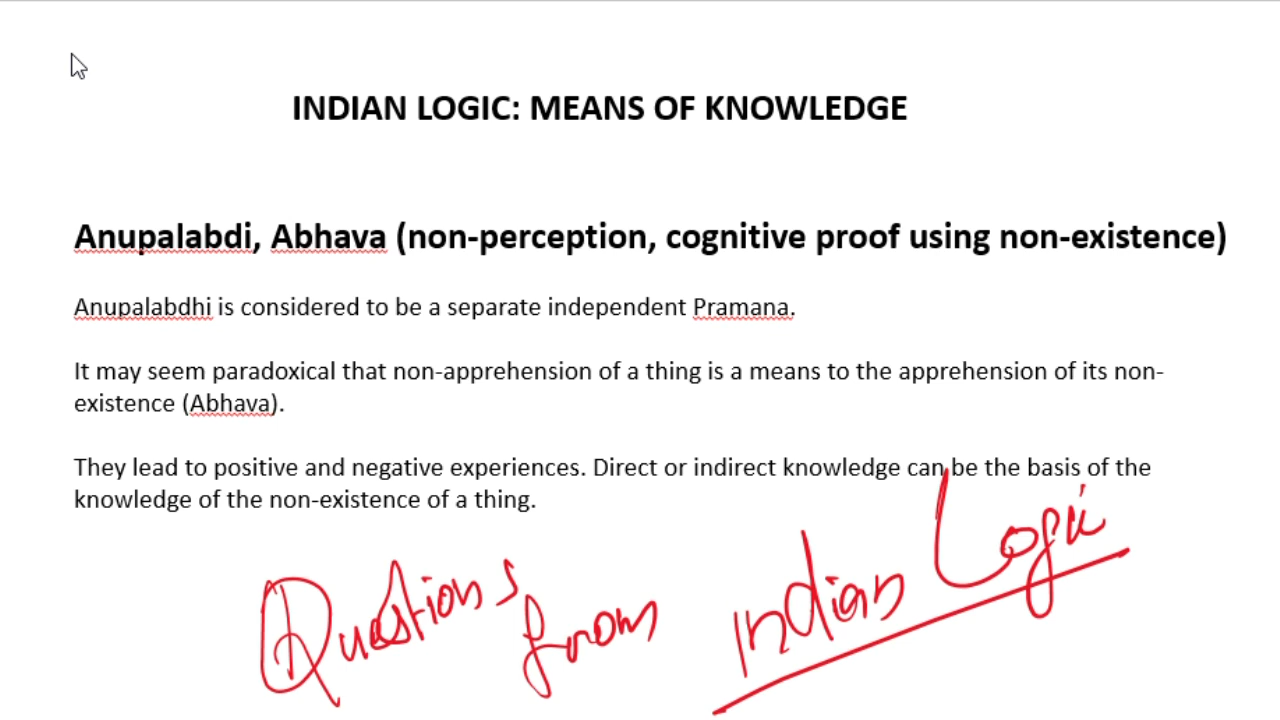 INDIAN LOGIC: MEANS OF KNOWLEDGE
Anupalabdi, Abhava (non-perception, cognitive proof using non-existence)
Anupalabdhi is considered to be a separate independent Pramana.
It may seem paradoxical that non-apprehension of a thing is a means to the apprehension of its non-
existence (Abhava).
They lead to positive and negative experiences. Direct or indirect knowledge can be the basis of the
knowledge of the non-existence of a thing.
Questions from Indian Logic